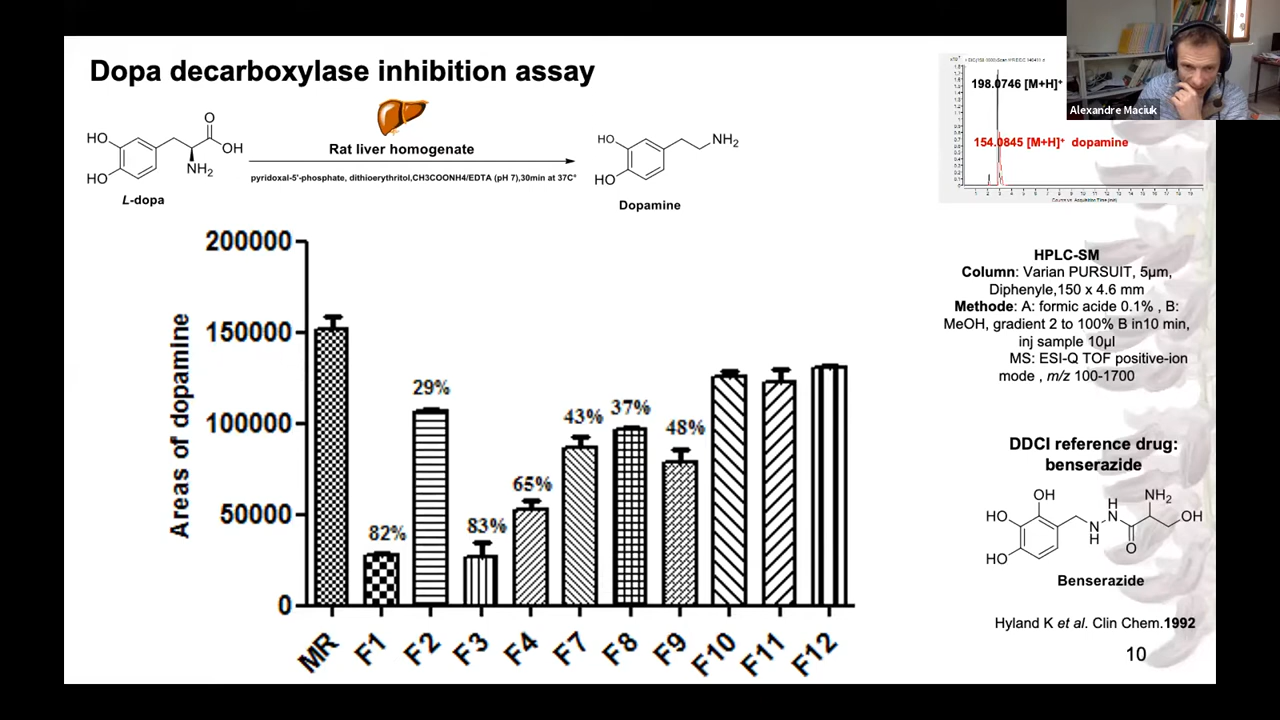 Dopa decarboxylase inhibition assay
HO
HO
O
OH
NH2
L-dopa
Rat liver homogenate
pyridoxal-5'-phosphate, dithioerythritol,CH3COONH4/EDTA (pH 7),30min at 37C°
HO
HO
NH2
Dopamine
198.0746 [M+H]+
154.0845 [M+H]+ dopamine
Alexandre Maciuk
Areas of dopamine
200000
150000
100000
50000
0
82%
29%
83%
65%
43%
37%
48%
MR
F1
F2
F3
F4
F7
F8
F9
F10
F11
F12
HPLC-SM
Column: Varian PURSUIT, 5µm,
Diphenyle,150 x 4.6 mm
Methode: A: formic acide 0.1% , B:
MeOH, gradient 2 to 100% B in10 min,
inj sample 10µl
MS: ESI-Q TOF positive-ion
mode , m/z 100-1700
DDCI reference drug:
benserazide
OH
HO
HO
N
H
H
N
O
NH2
OH
Benserazide
Hyland K et al. Clin Chem.1992
10